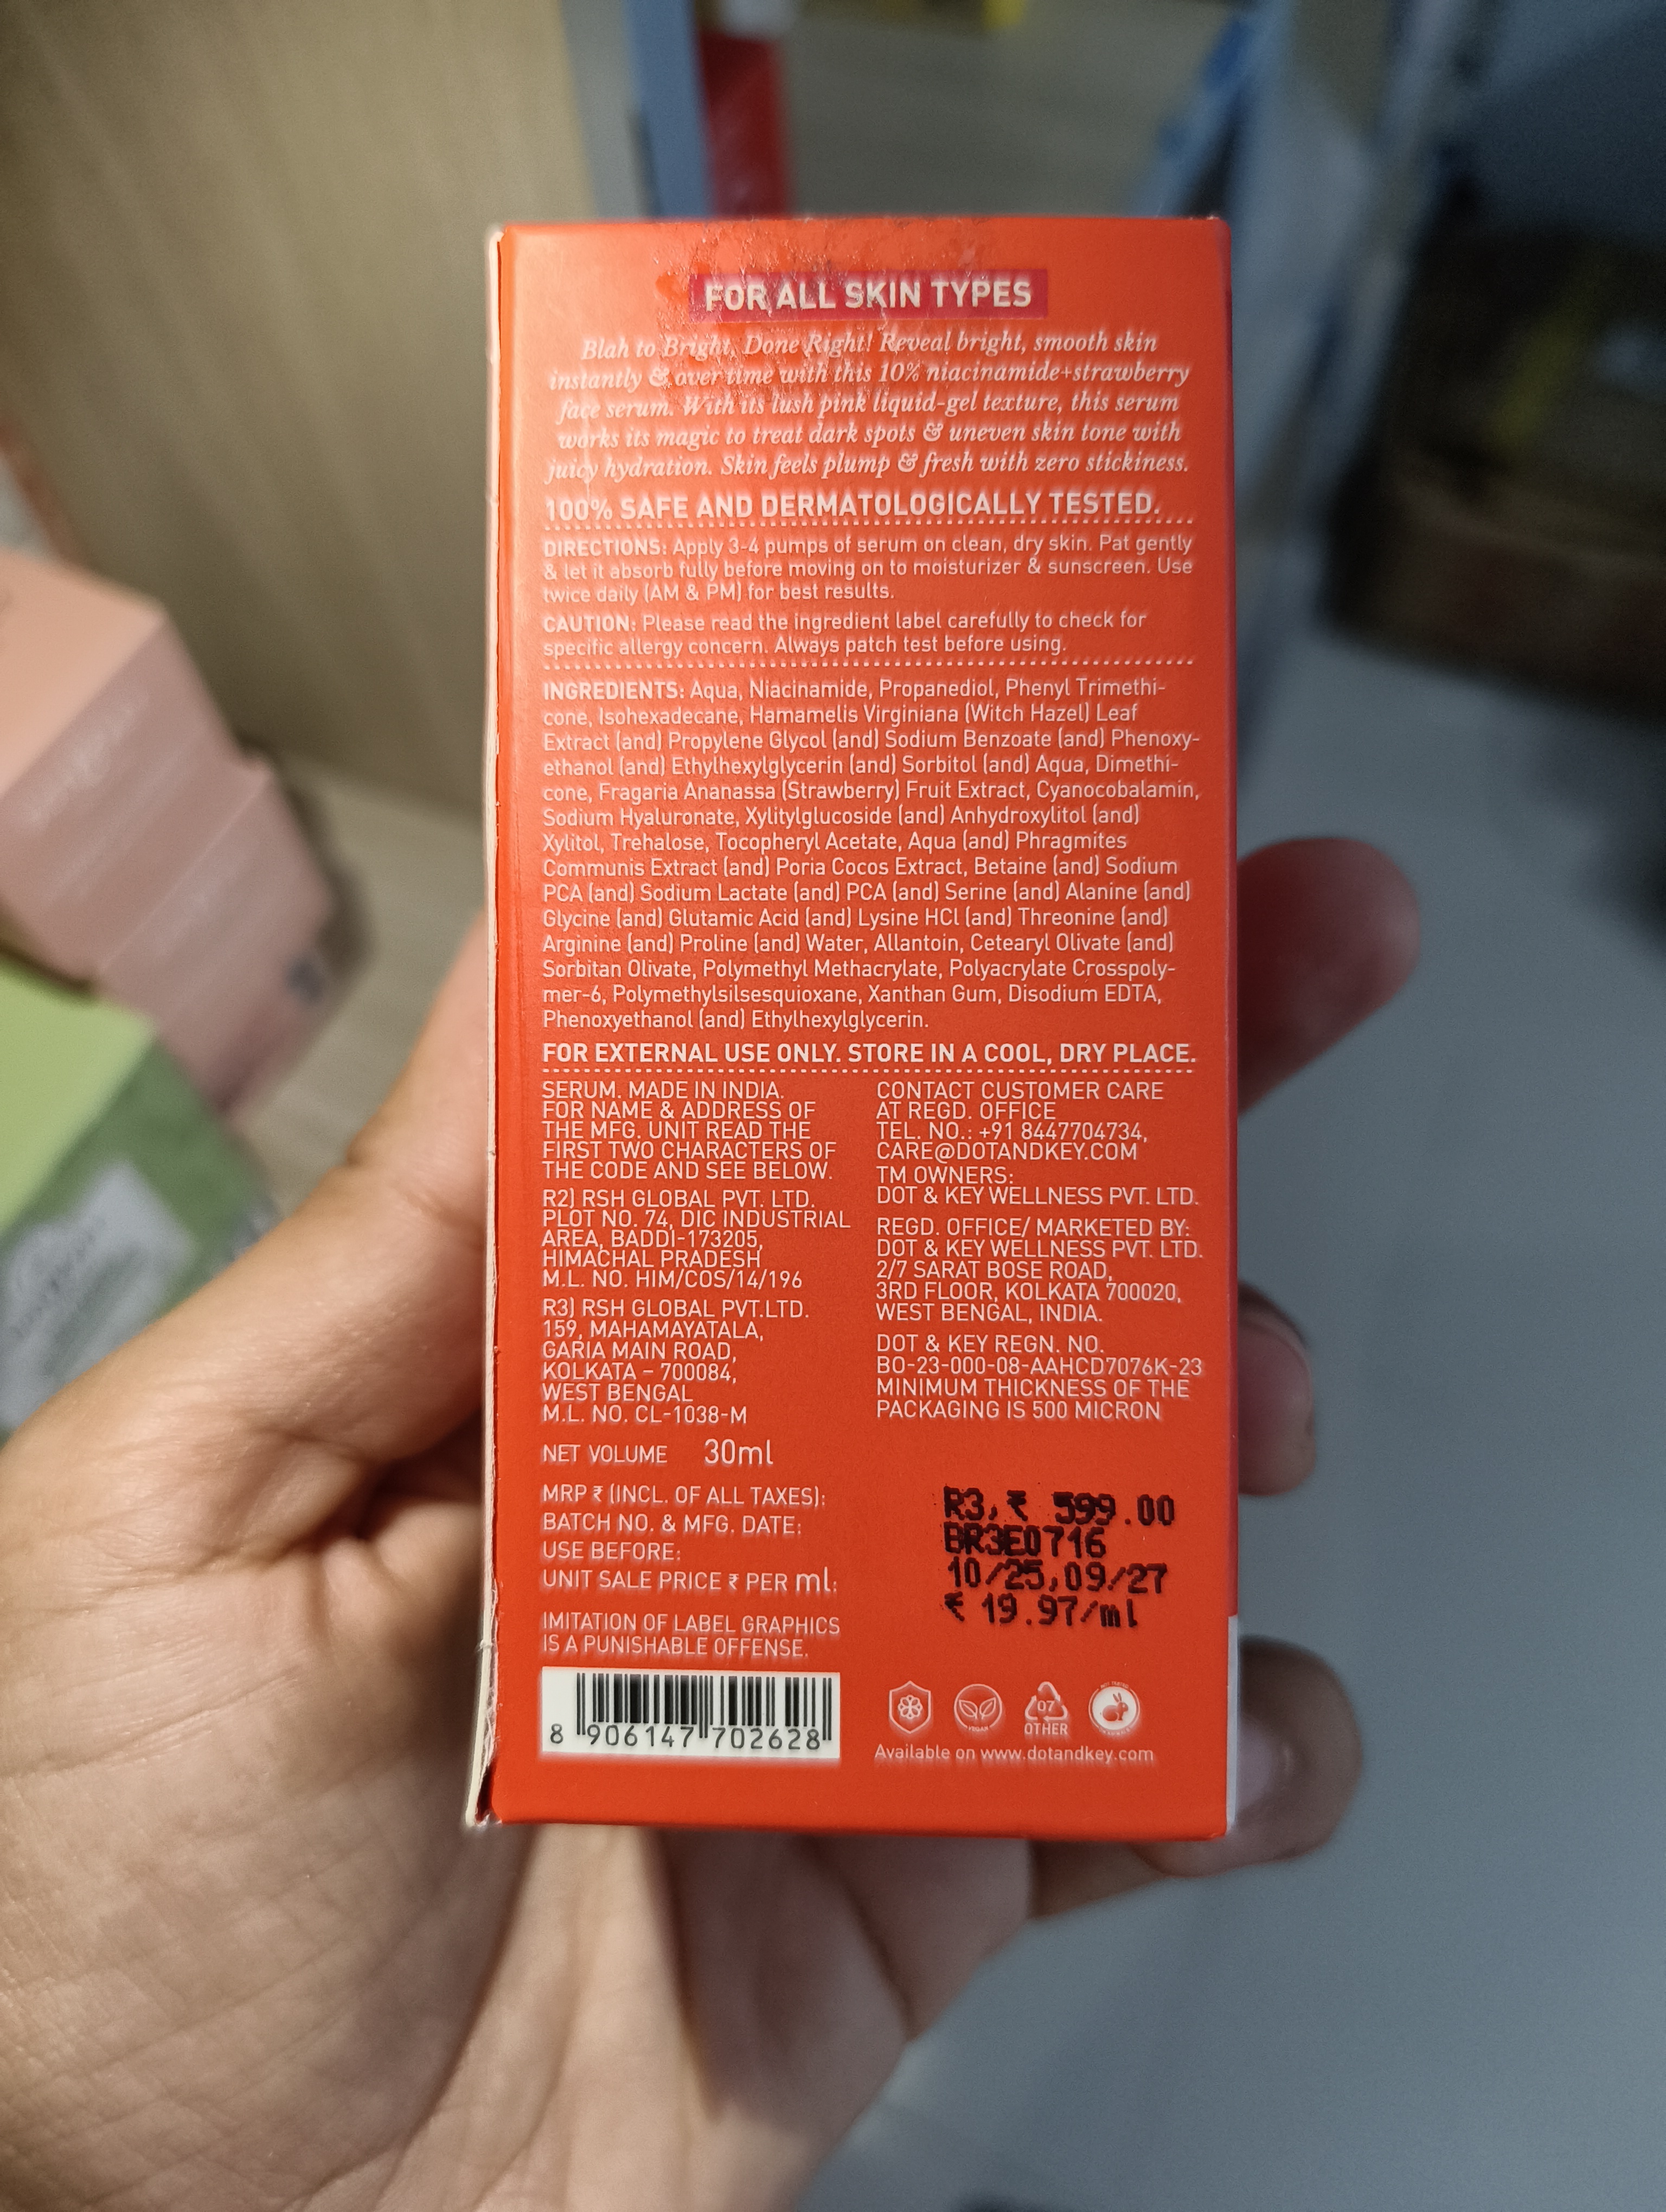 FOR ALL SKIN TYPES
Blah to Bright, Done Right! Reveal bright, smooth skin
instantly & over time with this 10% niacinamide+strawberry
face serum. With its lush pink liquid-gel texture, this serum
works its magic to treat dark spots & uneven skin tone with
juicy hydration. Skin feels plump & fresh with zero stickiness.
100% SAFE AND DERMATOLOGICALLY TESTED.
DIRECTIONS: Apply 3-4 pumps of serum on clean, dry skin. Pat gently
& let it absorb fully before moving on to moisturizer & sunscreen. Use
twice daily (AM & PM) for best results.
CAUTION: Please read the ingredient label carefully to check for
specific allergy concern. Always patch test before using.
INGREDIENTS: Aqua, Niacinamide, Propanediol, Phenyl Trimethi-
cone, Isohexadecane, Hamamelis Virginiana (Witch Hazel) Leaf
Extract (and) Propylene Glycol (and) Sodium Benzoate (and) Phenoxy-
ethanol (and) Ethylhexylglycerin (and) Sorbitol (and) Aqua, Dimethi-
cone, Fragaria Ananassa (Strawberry) Fruit Extract, Cyanocobalamin,
Sodium Hyaluronate, Xylitylglucoside (and) Anhydroxylitol (and)
Xylitol, Trehalose, Tocopheryl Acetate, Aqua (and) Phragmites
Communis Extract (and) Poria Cocos Extract, Betaine (and) Sodium
PCA (and) Sodium Lactate (and) PCA (and) Serine (and) Alanine (and)
Glycine (and) Glutamic Acid (and) Lysine HCl (and) Threonine (and)
Arginine (and) Proline (and) Water, Allantoin, Cetearyl Olivate (and)
Sorbitan Olivate, Polymethyl Methacrylate, Polyacrylate Crosspoly-
mer-6, Polymethylsilsesquioxane, Xanthan Gum, Disodium EDTA,
Phenoxyethanol (and) Ethylhexylglycerin.
FOR EXTERNAL USE ONLY. STORE IN A COOL, DRY PLACE.
SERUM. MADE IN INDIA.
FOR NAME & ADDRESS OF
THE MFG. UNIT READ THE
FIRST TWO CHARACTERS OF
THE CODE AND SEE BELOW.
R2) RSH GLOBAL PVT. LTD.
PLOT NO. 74, DIC INDUSTRIAL
AREA, BADDI-173205,
HIMACHAL PRADESH
M.L. NO. HIM/COS/14/196
R3) RSH GLOBAL PVT.LTD.
159, MAHAMAYATALA,
GARIA MAIN ROAD,
KOLKATA – 700084,
WEST BENGAL
M.L. NO. CL-1038-M
CONTACT CUSTOMER CARE
AT REGD. OFFICE
TEL. NO.: +91 8447704734,
CARE@DOTANDKEY.COM
TM OWNERS:
DOT & KEY WELLNESS PVT. LTD.
REGD. OFFICE/ MARKETED BY:
DOT & KEY WELLNESS PVT. LTD.
2/7 SARAT BOSE ROAD,
3RD FLOOR, KOLKATA 700020,
WEST BENGAL, INDIA.
DOT & KEY REGN. NO.
BO-23-000-08-AAHCD7076K-23
MINIMUM THICKNESS OF THE
PACKAGING IS 500 MICRON
NET VOLUME 30ml
MRP ₹ (INCL. OF ALL TAXES):
BATCH NO. & MFG. DATE:
USE BEFORE:
UNIT SALE PRICE ₹ PER ml:
R3, ₹ 599.00
BR3E0716
10/25,09/27
₹ 19.97/ml
IMITATION OF LABEL GRAPHICS
IS A PUNISHABLE OFFENSE.
8 906147 702628
VEGAN
07
OTHER
Available on www.dotandkey.com